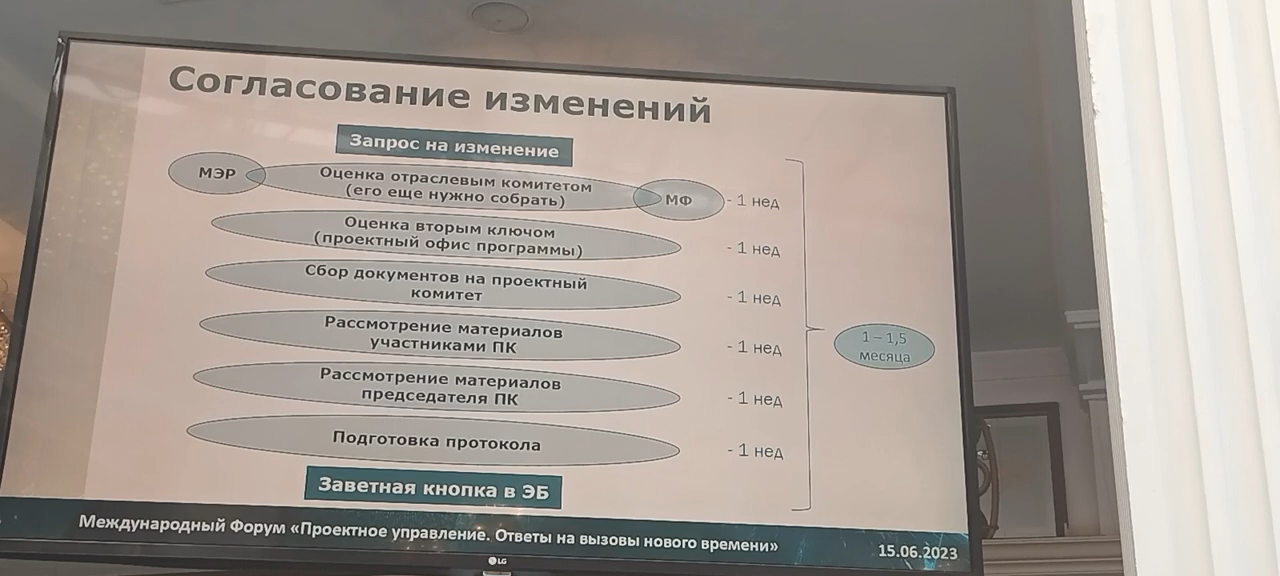 Согласование изменений
Запрос на изменение
МЭР
Оценка отраслевым комитетом
(его еще нужно собрать)
МФ
- 1 нед
Оценка вторым ключом
(проектный офис программы)
- 1 нед
Сбор документов на проектный
комитет
- 1 нед
Рассмотрение материалов
участниками ПК
- 1 нед
Рассмотрение материалов
председателя ПК
- 1 нед
Подготовка протокола
- 1 нед
1 – 1,5
месяца
Заветная кнопка в ЭБ
Международный Форум «Проектное управление. Ответы на вызовы нового времени»
15.06.2023
LG